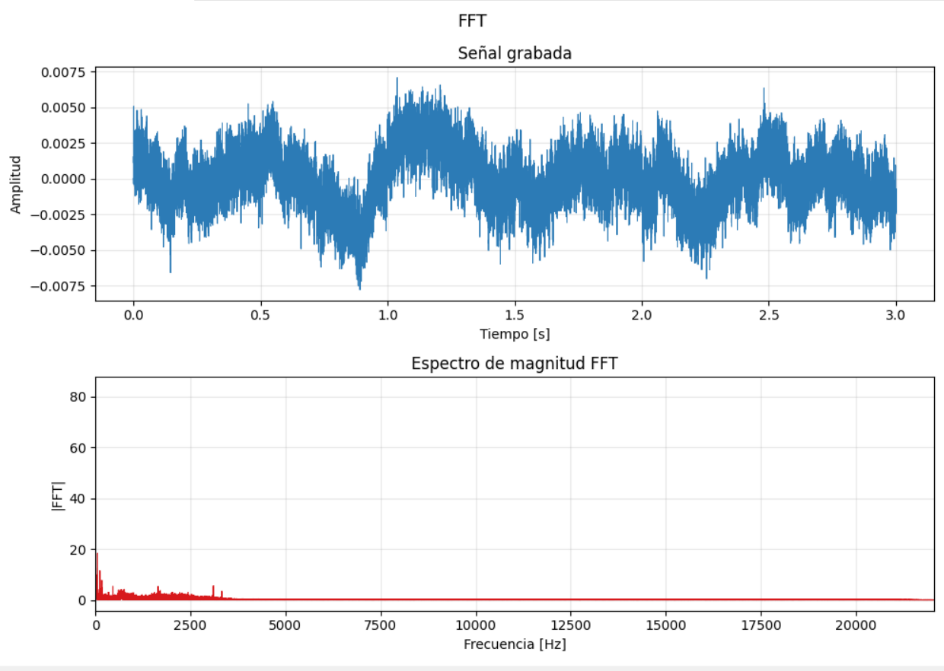 FFT
Señal grabada
0.0075
0.0050
0.0025
0.0000
−0.0025
−0.0050
−0.0075
Amplitud
0.0 0.5 1.0 1.5 2.0 2.5 3.0
Tiempo [s]
Espectro de magnitud FFT
80
60
40
20
0
|FFT|
0 2500 5000 7500 10000 12500 15000 17500 20000
Frecuencia [Hz]